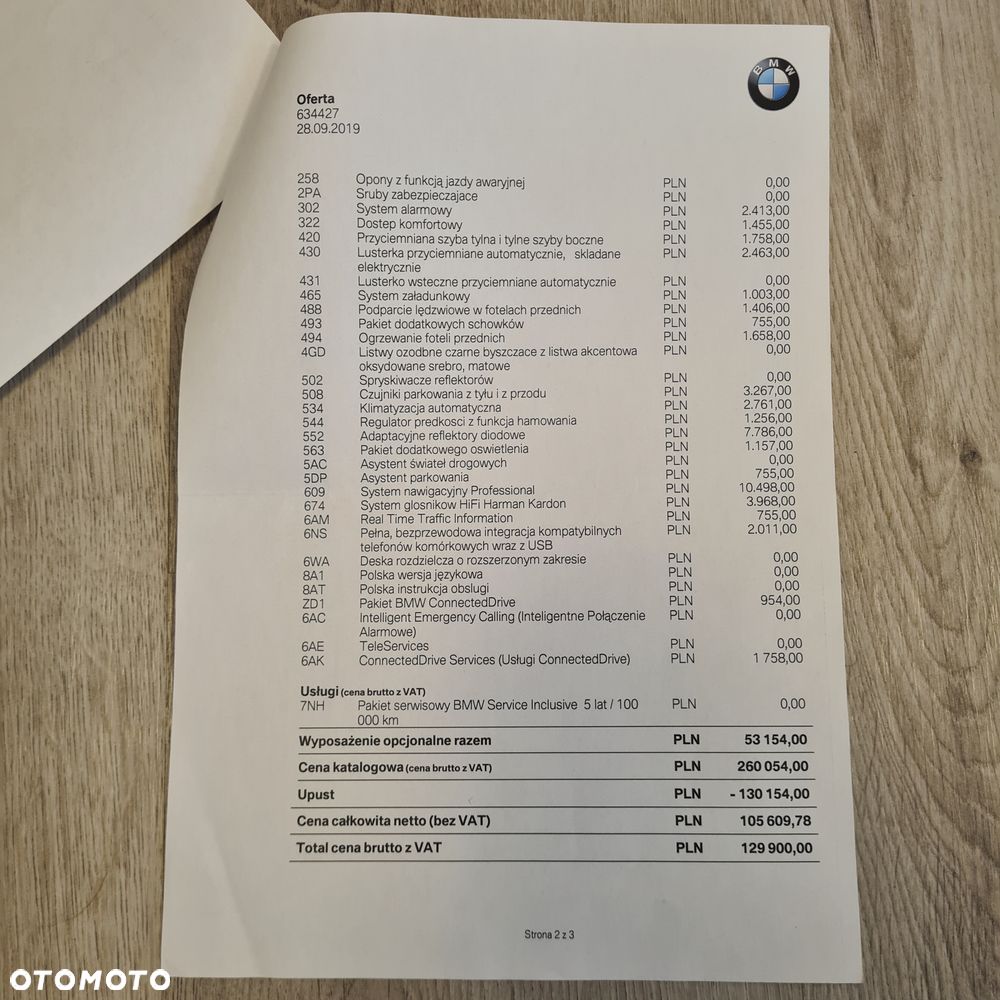 BMW
Oferta
634427
28.09.2019
258 Opony z funkcją jazdy awaryjnej PLN 0,00
2PA Sruby zabezpieczajace PLN 0,00
302 System alarmowy PLN 2.413,00
322 Dostep komfortowy PLN 1.455,00
420 Przyciemniana szyba tylna i tylne szyby boczne PLN 1.758,00
430 Lusterka przyciemniane automatycznie, skladane PLN 2.463,00
elektrycznie
431 Lusterko wsteczne przyciemniane automatycznie PLN 0,00
465 System załadunkowy PLN 1.003,00
488 Podparcie lędzwiowe w fotelach przednich PLN 1.406,00
493 Pakiet dodatkowych schowków PLN 755,00
494 Ogrzewanie foteli przednich PLN 1.658,00
4GD Listwy ozodbne czarne byszczace z listwa akcentowa PLN 0,00
oksydowane srebro, matowe
502 Spryskiwacze reflektorów PLN 0,00
508 Czujniki parkowania z tyłu i z przodu PLN 3.267,00
534 Klimatyzacja automatyczna PLN 2.761,00
544 Regulator predkosci z funkcja hamowania PLN 1.256,00
552 Adaptacyjne reflektory diodowe PLN 7.786,00
563 Pakiet dodatkowego oswietlenia PLN 1.157,00
5AC Asystent świateł drogowych PLN 0,00
5DP Asystent parkowania PLN 755,00
609 System nawigacyjny Professional PLN 10.498,00
674 System glosnikow HiFi Harman Kardon PLN 3.968,00
6AM Real Time Traffic Information PLN 755,00
6NS Pełna, bezprzewodowa integracja kompatybilnych PLN 2.011,00
telefonów komórkowych wraz z USB
6WA Deska rozdzielcza o rozszerzonym zakresie PLN 0,00
8A1 Polska wersja językowa PLN 0,00
8AT Polska instrukcja obslugi PLN 0,00
ZD1 Pakiet BMW ConnectedDrive PLN 954,00
6AC Intelligent Emergency Calling (Inteligentne Połączenie PLN 0,00
Alarmowe)
6AE TeleServices PLN 0,00
6AK ConnectedDrive Services (Usługi ConnectedDrive) PLN 1 758,00
Usługi (cena brutto z VAT)
7NH Pakiet serwisowy BMW Service Inclusive 5 lat / 100 PLN 0,00
000 km
Wyposażenie opcjonalne razem PLN 53 154,00
Cena katalogowa (cena brutto z VAT) PLN 260 054,00
Upust PLN - 130 154,00
Cena całkowita netto (bez VAT) PLN 105 609,78
Total cena brutto z VAT PLN 129 900,00
Strona 2 z 3
OTOMOTO